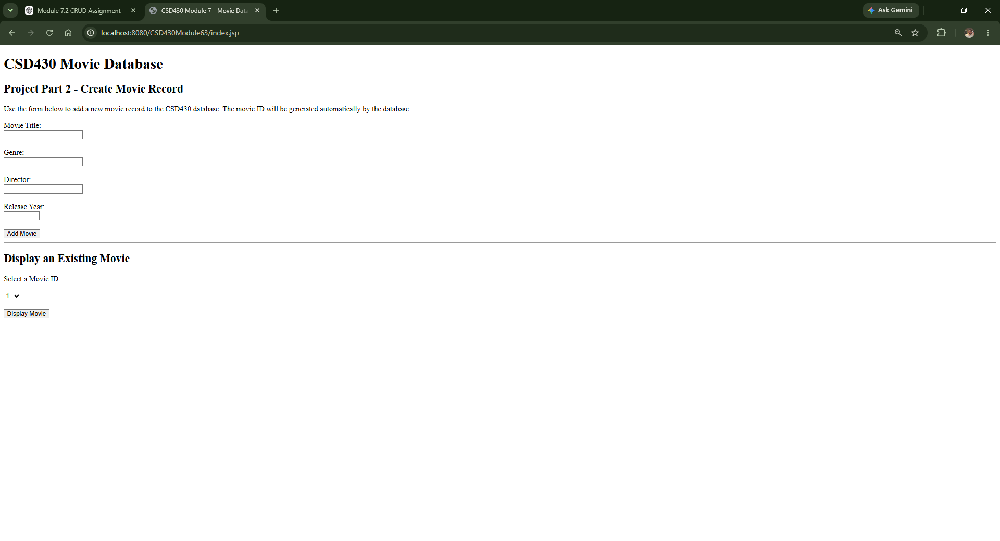 Module 7.2 CRUD Assignment
CSD430 Module 7 - Movie Data
Ask Gemini
localhost:8080/CSD430Module63/index.jsp
CSD430 Movie Database
Project Part 2 - Create Movie Record
Use the form below to add a new movie record to the CSD430 database. The movie ID will be generated automatically by the database.
Movie Title:
Genre:
Director:
Release Year:
Add Movie
Display an Existing Movie
Select a Movie ID:
1
Display Movie